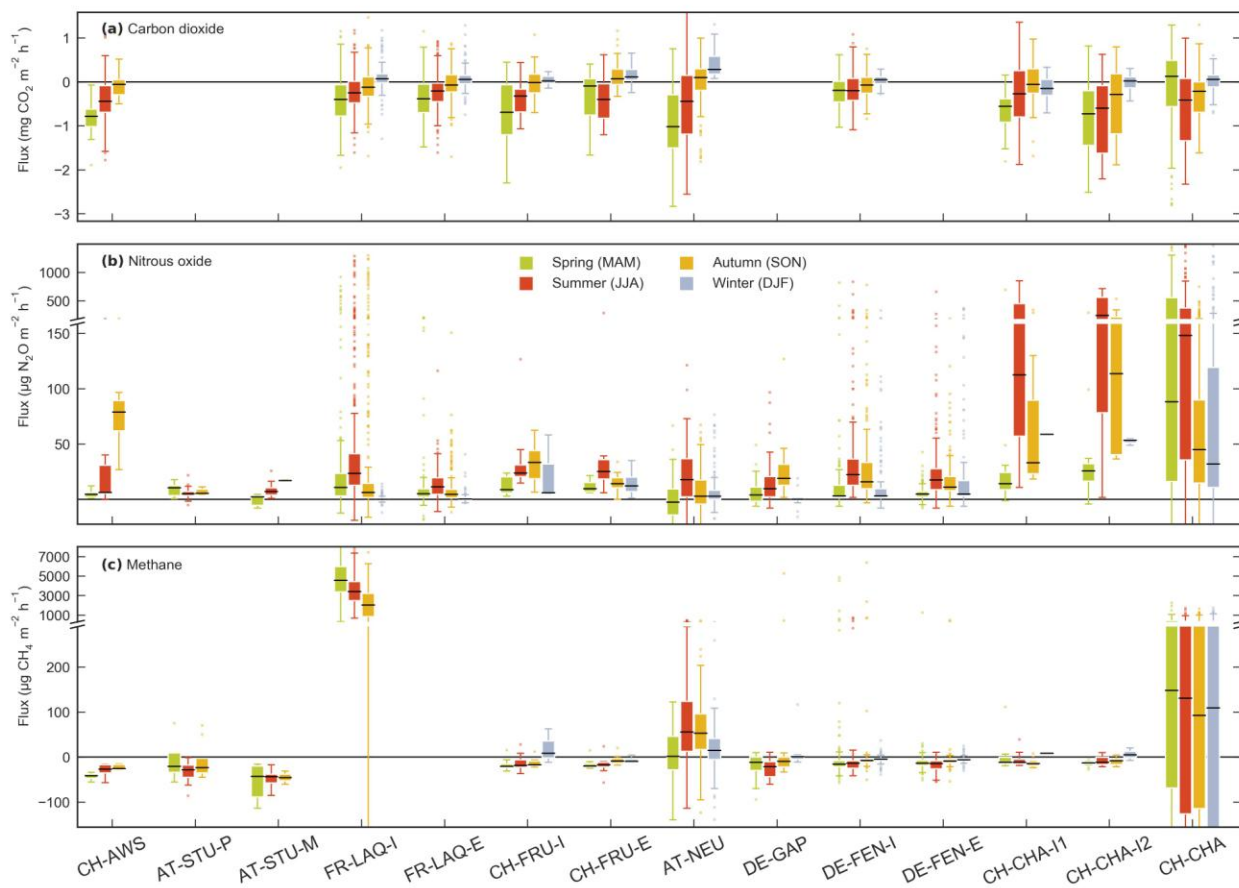 (a) Carbon dioxide
Flux (mg CO₂ m⁻² h⁻¹)
1
0
−1
−2
−3
(b) Nitrous oxide
Spring (MAM)
Summer (JJA)
Autumn (SON)
Winter (DJF)
Flux (µg N₂O m⁻² h⁻¹)
1000
500
150
100
50
(c) Methane
Flux (µg CH₄ m⁻² h⁻¹)
7000
5000
3000
1000
200
100
0
−100
CH-AWS
AT-STU-P
AT-STU-M
FR-LAQ-I
FR-LAQ-E
CH-FRU-I
CH-FRU-E
AT-NEU
DE-GAP
DE-FEN-I
DE-FEN-E
CH-CHA-I1
CH-CHA-I2
CH-CHA